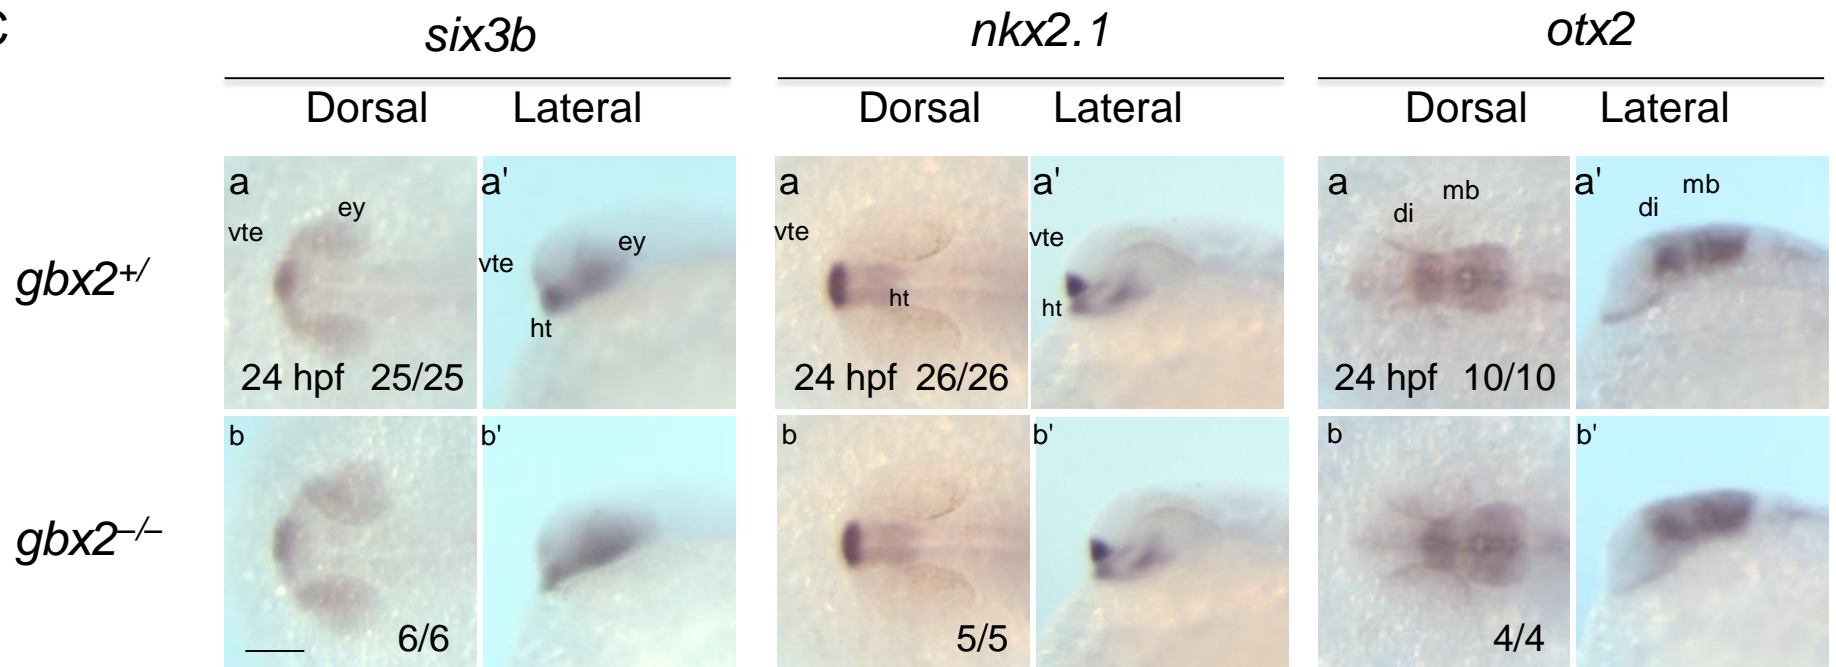 C
six3b nkx2.1 otx2
Dorsal Lateral Dorsal Lateral Dorsal Lateral
gbx2+/
a a' a a' a a'
vte ey vte ey ht
vte ht vte ht
di mb di mb
24 hpf 25/25 24 hpf 26/26 24 hpf 10/10
gbx2–/–
b b' b b' b b'
6/6 5/5 4/4